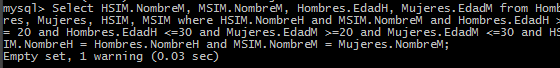 mysql> Select HSIM.NombreM, MSIM.NombreM, Hombres.EdadH, Mujeres.EdadM from Homb
res, Mujeres, HSIM, MSIM where HSIM.NombreH and MSIM.NombreM and Hombres.EdadH >
= 20 and Hombres.EdadH <=30 and Mujeres.EdadM >=20 and Mujeres.EdadM <=30 and HS
IM.NombreH = Hombres.NombreH and MSIM.NombreM = Mujeres.NombreM;
Empty set, 1 warning (0.03 sec)